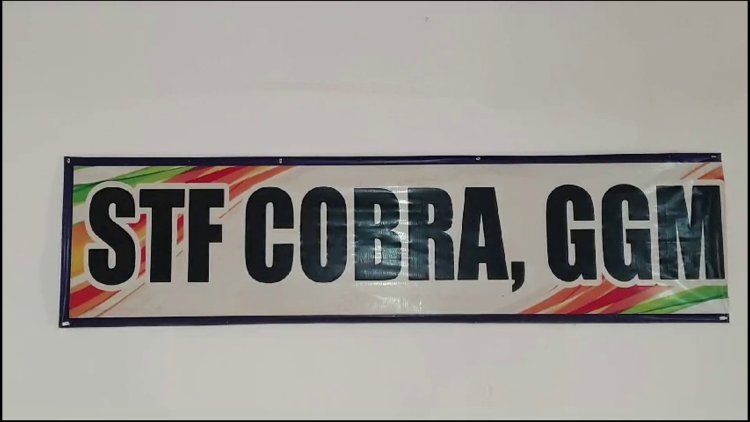 STF COBRA, GGM